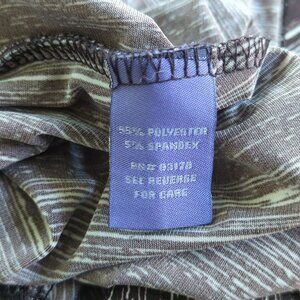 95% POLYESTER
5% SPANDEX
RN# 93178
SEE REVERSE
FOR CARE